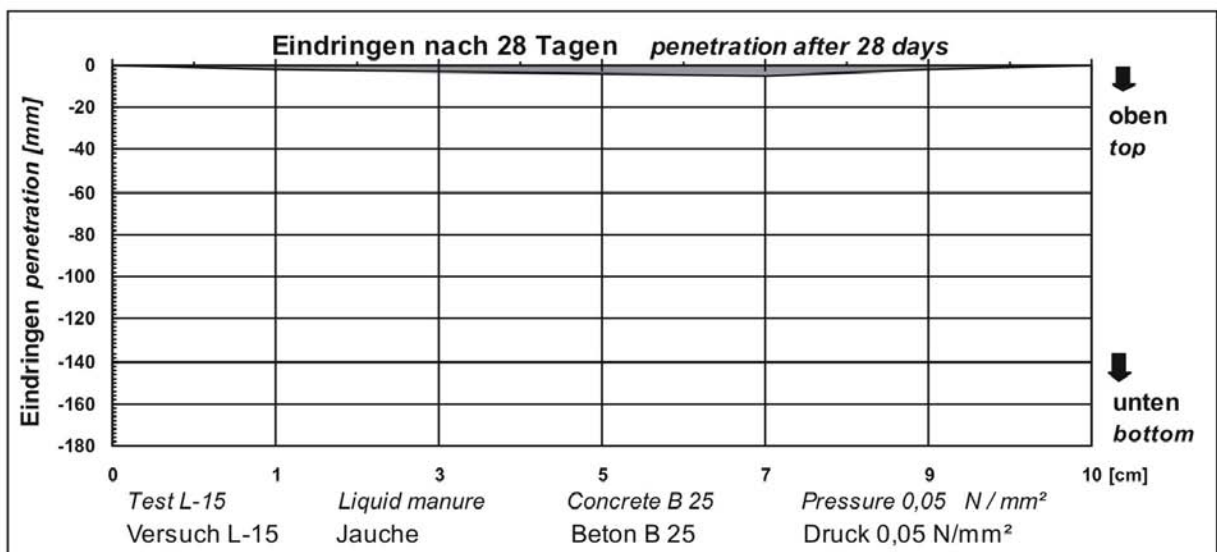 Eindringen nach 28 Tagen penetration after 28 days
Eindringen penetration [mm]
0
-20
-40
-60
-80
-100
-120
-140
-160
-180
oben
top
unten
bottom
0 1 3 5 7 9 10 [cm]
Test L-15 Liquid manure Concrete B 25 Pressure 0,05 N / mm²
Versuch L-15 Jauche Beton B 25 Druck 0,05 N/mm²